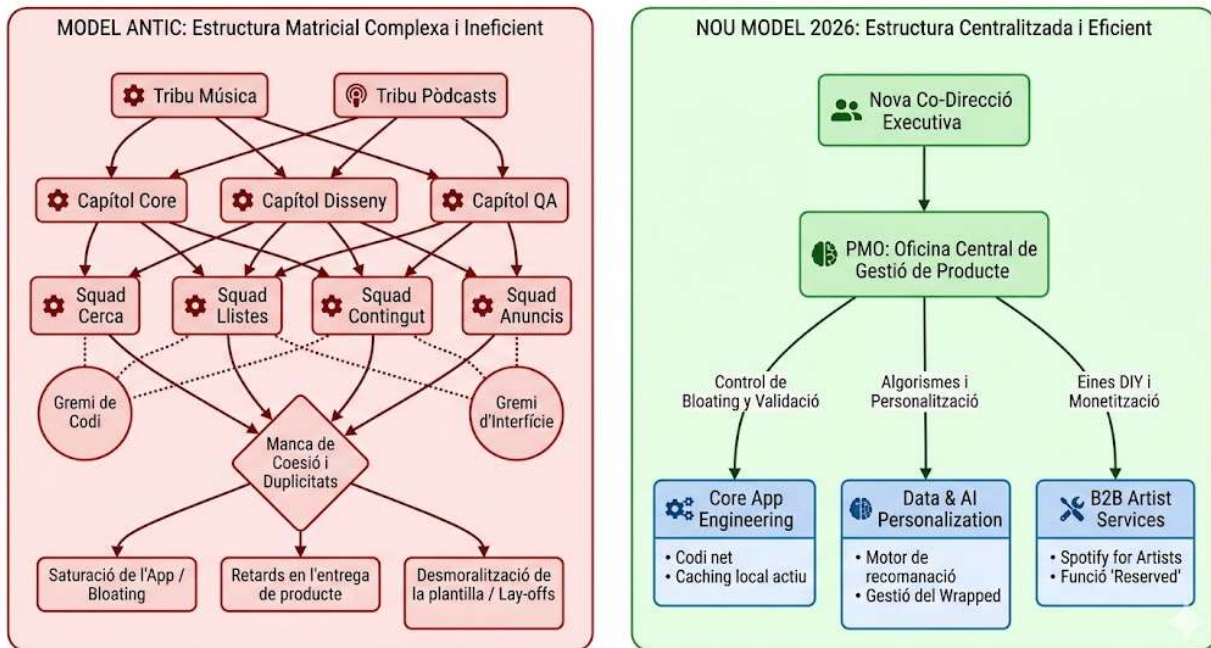 MODEL ANTIC: Estructura Matricial Complexa i Ineficient
Tribu Música
Tribu Pòdcasts
Capítol Core
Capítol Disseny
Capítol QA
Squad
Cerca
Squad
Llistes
Squad
Contingut
Squad
Anuncis
Gremi de
Codi
Gremi
d'Interfície
Manca de
Coesió i
Duplicitats
Saturació de l'App /
Bloating
Retards en l'entrega
de producte
Desmoralització de
la plantilla / Lay-offs
NOU MODEL 2026: Estructura Centralitzada i Eficient
Nova Co-Direcció
Executiva
PMO: Oficina Central de
Gestió de Producte
Control de
Bloating y Validació
Algorismes i
Personalització
Eines DIY i
Monetització
Core App
Engineering
• Codi net
• Caching local actiu
Data & AI
Personalization
• Motor de
recomanació
• Gestió del Wrapped
B2B Artist
Services
• Spotify for Artists
• Funció 'Reserved'